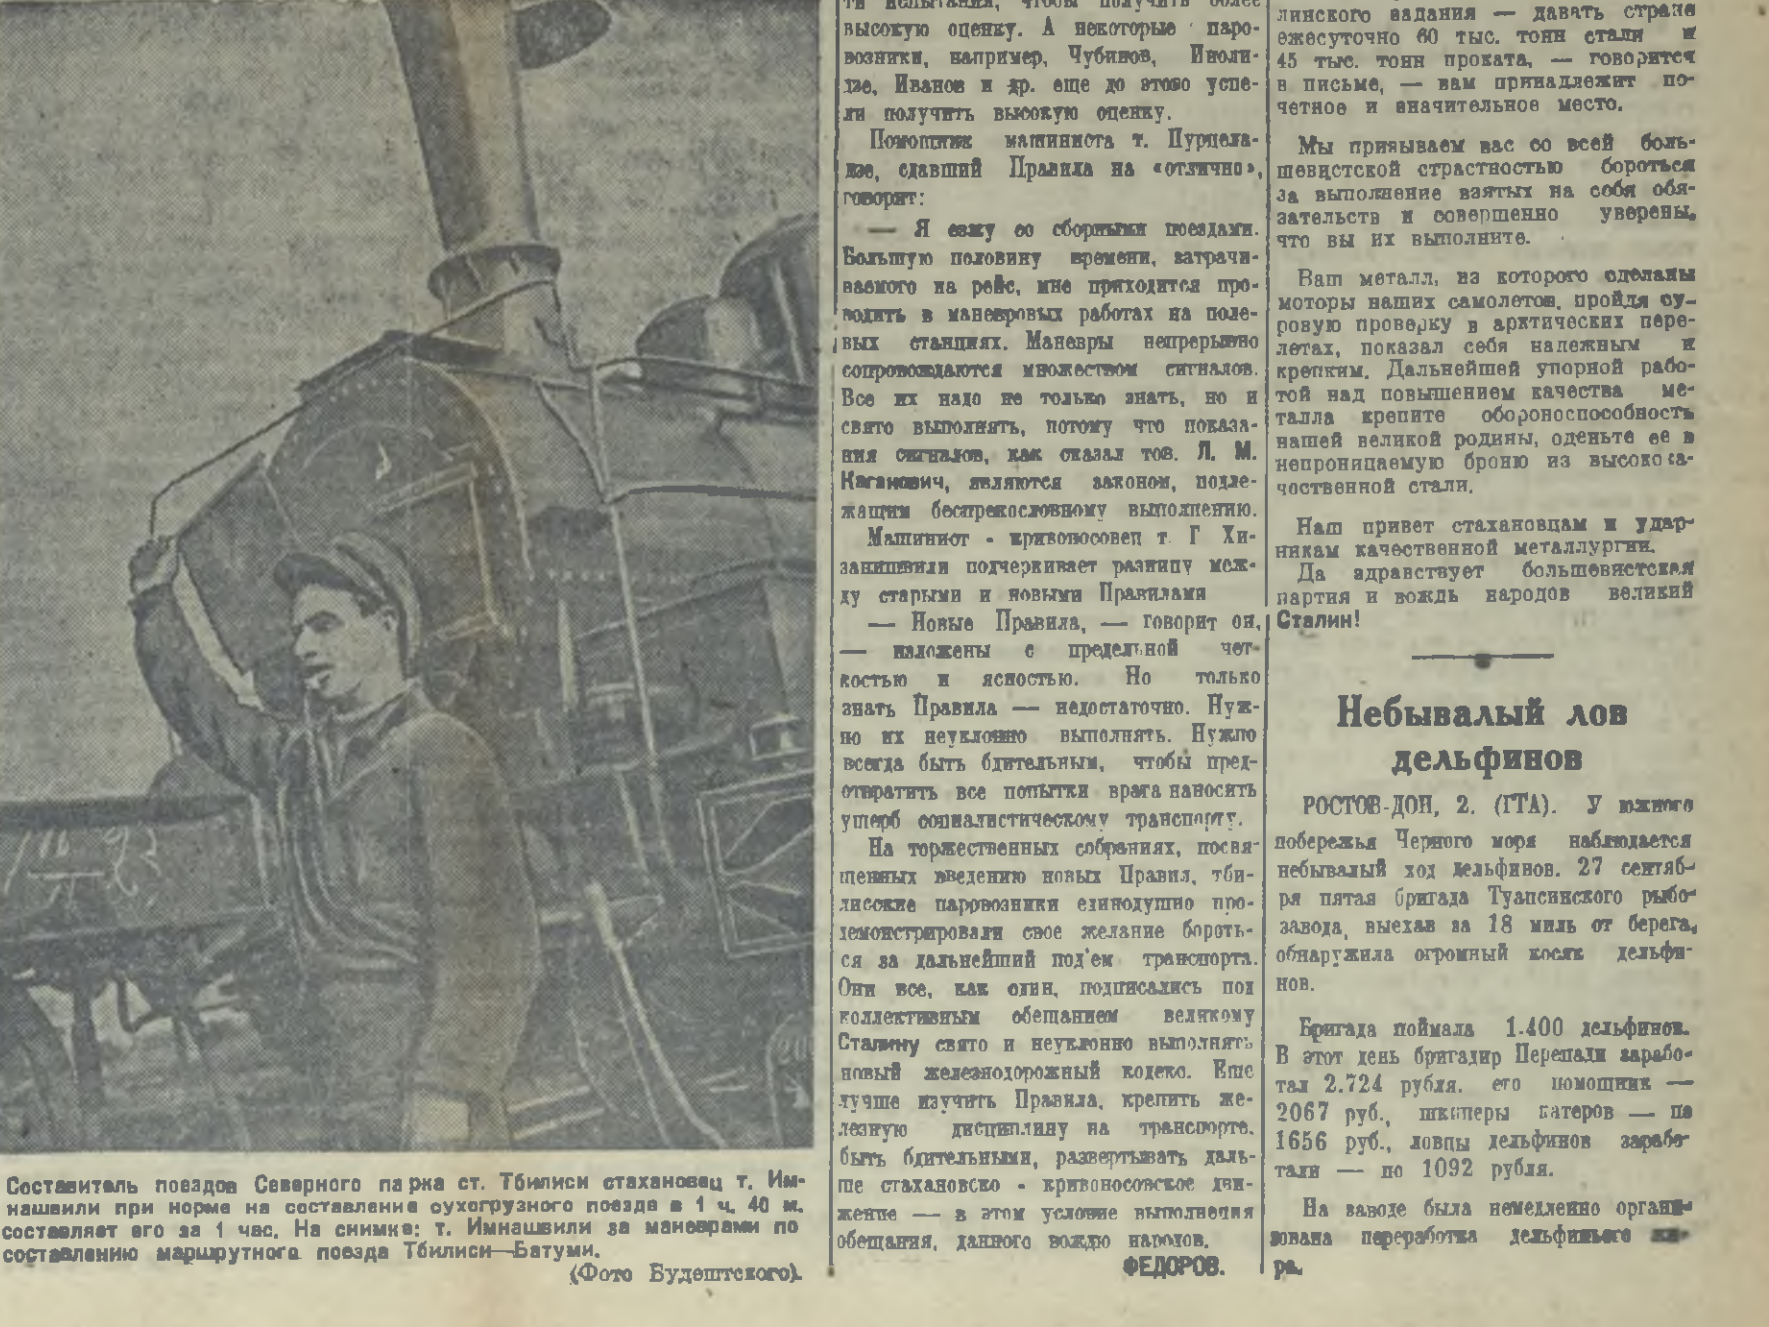 ти испытания, чтобы получить более
высокую оценку. А некоторые паро-
возники, например, Чубинов, Иноли-
дзе, Иванов и др. еще до этого успе-
ли получить высокую оценку.
Помощник машиниста т. Пурцела-
дзе, сдавший Правила на «отлично»,
говорит:
— Я езжу со сборными поездами.
Большую половину времени, затрачи-
ваемого на рейс, мне приходится про-
водить в маневровых работах на поле-
вых станциях. Маневры непрерывно
сопровождаются множеством сигналов.
Все их надо не только знать, но и
свято выполнять, потому что показа-
ния сигналов, как сказал тов. Л. М.
Каганович, являются законом, подле-
жащим беспрекословному выполнению.
Машинист - кривоносовец т. Г Хи-
занишвили подчеркивает разницу меж-
ду старыми и новыми Правилами
— Новые Правила, — говорит он,
— изложены с предельной чет-
костью и ясностью. Но только
знать Правила — недостаточно. Нуж-
но их неуклонно выполнять. Нужно
всегда быть бдительным, чтобы пред-
отвратить все попытки врага наносить
ущерб социалистическому транспорту.
На торжественных собраниях, посвя-
щенных введению новых Правил, тби-
лисские паровозники единодушно про-
демонстрировали свое желание бороть-
ся за дальнейший под'ем транспорта.
Они все, как один, подписались под
коллективным обещанием великому
Сталину свято и неуклонно выполнять
новый железнодорожный кодекс. Еще
лучше изучить Правила, крепить же-
лезную дисциплину на транспорте,
быть бдительными, развертывать даль-
ше стахановско - кривоносовское дви-
жение — в этом условие выполнения
обещания, данного вождю народов.
ФЕДОРОВ.
линского задания — давать стране
ежесуточно 60 тыс. тонн стали и
45 тыс. тонн проката, — говорится
в письме, — вам принадлежит по-
четное и значительное место.
Мы призываем вас со всей боль-
шевистской страстностью бороться
за выполнение взятых на себя обя-
зательств и совершенно уверены,
что вы их выполните.
Ваш металл, из которого сделаны
моторы наших самолетов, пройдя су-
ровую проверку в арктических пере-
летах, показал себя надежным и
крепким. Дальнейшей упорной рабо-
той над повышением качества ме-
талла крепите обороноспособность
нашей великой родины, оденьте ее в
непроницаемую броню из высокока-
чественной стали.
Наш привет стахановцам и удар-
никам качественной металлургии.
Да здравствует большевистская
партия и вождь народов великий
Сталин!
Небывалый лов
дельфинов
РОСТОВ-ДОН, 2. (ГТА). У южного
побережья Черного моря наблюдается
небывалый ход дельфинов. 27 сентяб-
ря пятая бригада Туапсинского рыбо-
завода, выехав за 18 миль от берега,
обнаружила огромный косяк дельфи-
нов.
Бригада поймала 1.400 дельфинов.
В этот день бригадир Перепади зарабо-
тал 2.724 рубля, его помощник —
2067 руб., шкиперы катеров — по
1656 руб., ловцы дельфинов зарабо-
тали — по 1092 рубля.
На заводе была немедленно органи-
зована переработка дельфиньего жи-
ра.
Составитель поездов Северного парка ст. Тбилиси стахановец т. Им-
нашвили при норме на составление сухогрузного поезда в 1 ч. 40 м.
составляет его за 1 час. На снимке: т. Имнашвили за маневрами по
составлению маршрутного поезда Тбилиси—Батуми.
(Фото Будештского).